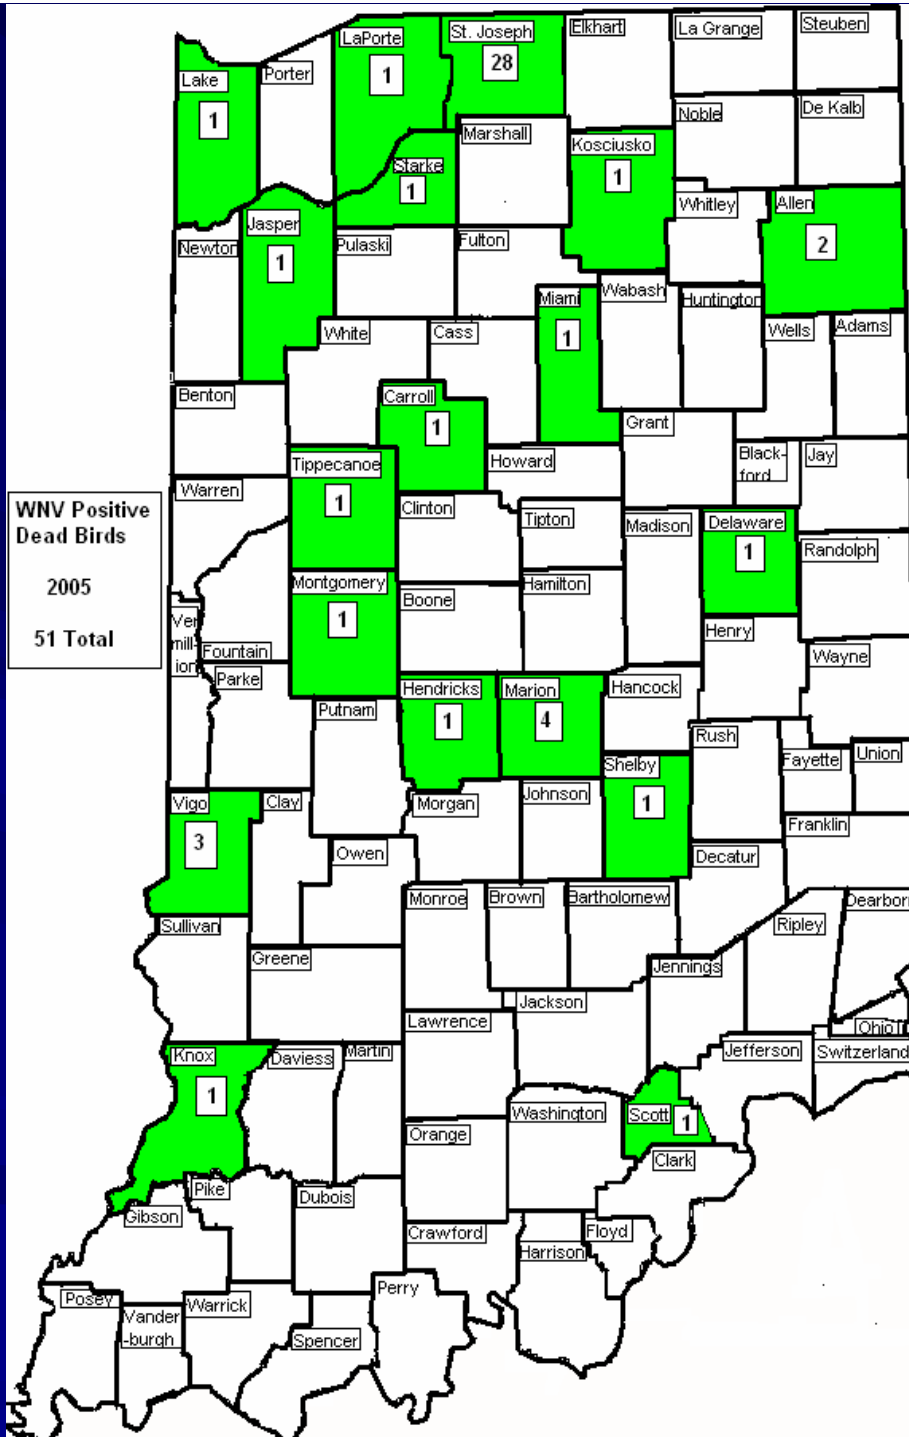 LaPorte
1
St. Joseph
28
Elkhart
La Grange
Steuben
Lake
1
Porter
Noble
De Kalb
Marshall
Kosciusko
1
Starke
1
Whitley
Allen
2
Jasper
1
Newton
Pulaski
Fulton
Miami
1
Wabash
Huntington
Wells
Adams
White
Cass
Benton
Carroll
1
Grant
Black-
ford
Jay
Howard
Tippecanoe
1
Warren
Clinton
Tipton
Madison
Delaware
1
Randolph
WNV Positive
Dead Birds
2005
51 Total
Montgomery
1
Boone
Hamilton
Ver
mill-
ion
Fountain
Henry
Wayne
Parke
Hendricks
1
Marion
4
Hancock
Putnam
Rush
Fayette
Union
Shelby
1
Vigo
3
Clay
Morgan
Johnson
Franklin
Owen
Decatur
Monroe
Brown
Bartholomew
Dearborn
Sullivan
Ripley
Greene
Jennings
Jackson
Lawrence
Ohio
Knox
1
Daviess
Martin
Jefferson
Switzerland
Washington
Scott
1
Orange
Clark
Pike
Dubois
Gibson
Crawford
Floyd
Harrison
Posey
Vander
-burgh
Warrick
Perry
Spencer